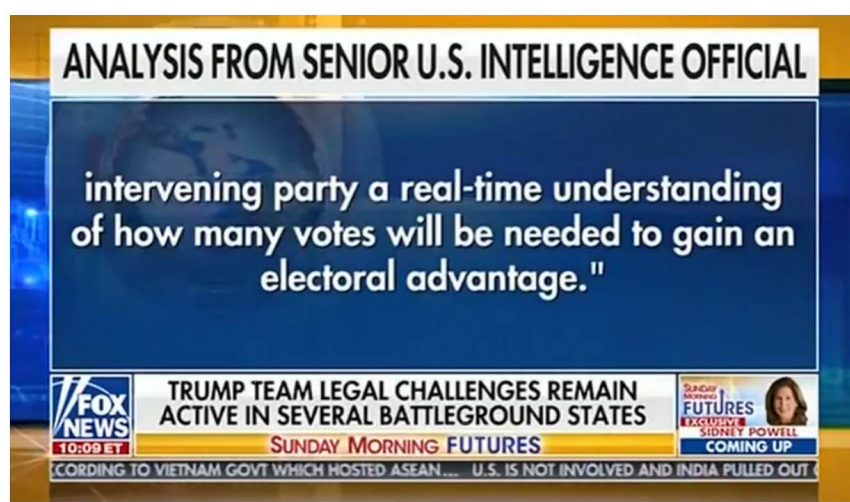 ANALYSIS FROM SENIOR U.S. INTELLIGENCE OFFICIAL
intervening party a real-time understanding
of how many votes will be needed to gain an
electoral advantage."
FOX
NEWS
10:09 ET
TRUMP TEAM LEGAL CHALLENGES REMAIN
ACTIVE IN SEVERAL BATTLEGROUND STATES
SUNDAY MORNING FUTURES
SUNDAY
MORNING
FUTURES
EXCLUSIVE
SIDNEY POWELL
COMING UP
CORDING TO VIETNAM GOVT WHICH HOSTED ASEAN... U.S. IS NOT INVOLVED AND INDIA PULLED OUT